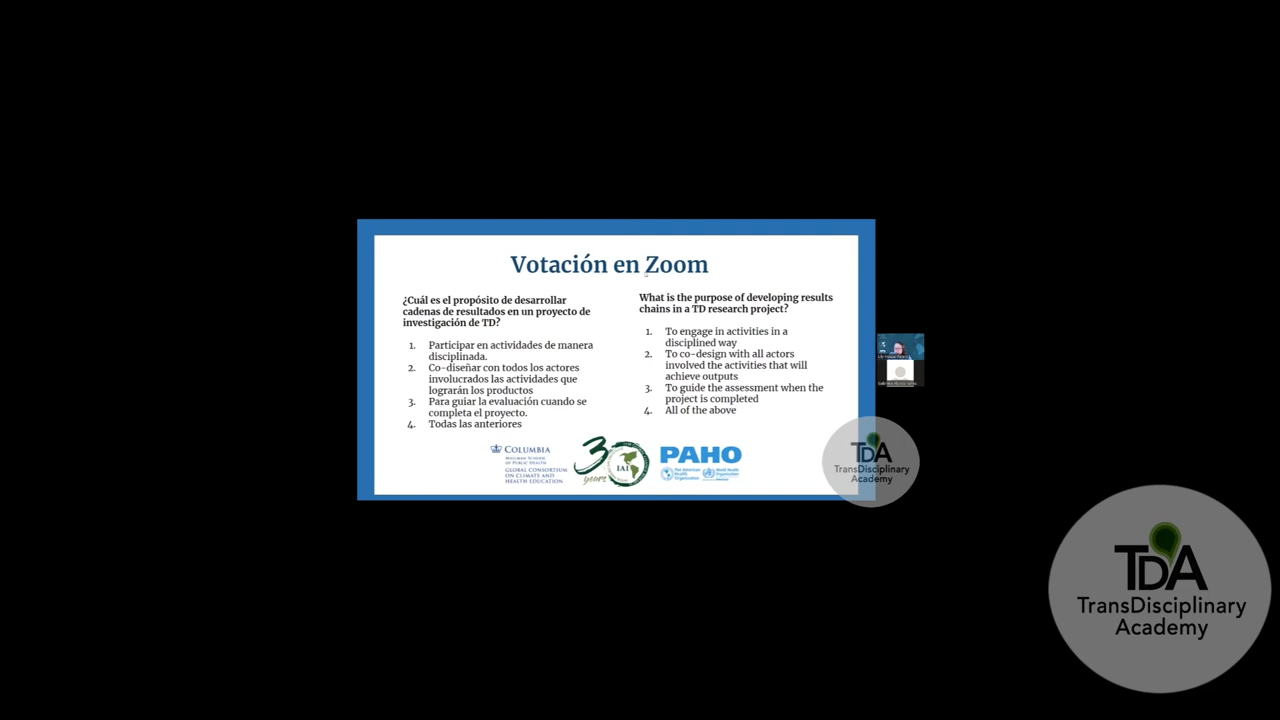 Votación en Zoom
¿Cuál es el propósito de desarrollar
cadenas de resultados en un proyecto de
investigación de TD?
1. Participar en actividades de manera
disciplinada.
2. Co-diseñar con todos los actores
involucrados las actividades que
lograrán los productos
3. Para guiar la evaluación cuando se
completa el proyecto.
4. Todas las anteriores
What is the purpose of developing results
chains in a TD research project?
1. To engage in activities in a
disciplined way
2. To co-design with all actors
involved the activities that will
achieve outputs
3. To guide the assessment when the
project is completed
4. All of the above
COLUMBIA
MAILMAN SCHOOL
OF PUBLIC HEALTH
GLOBAL CONSORTIUM
ON CLIMATE AND
HEALTH EDUCATION
30
years
IAI
PAHO
Pan American
Health
Organization
World Health
Organization
TDA
TransDisciplinary
Academy
TDA
TransDisciplinary
Academy